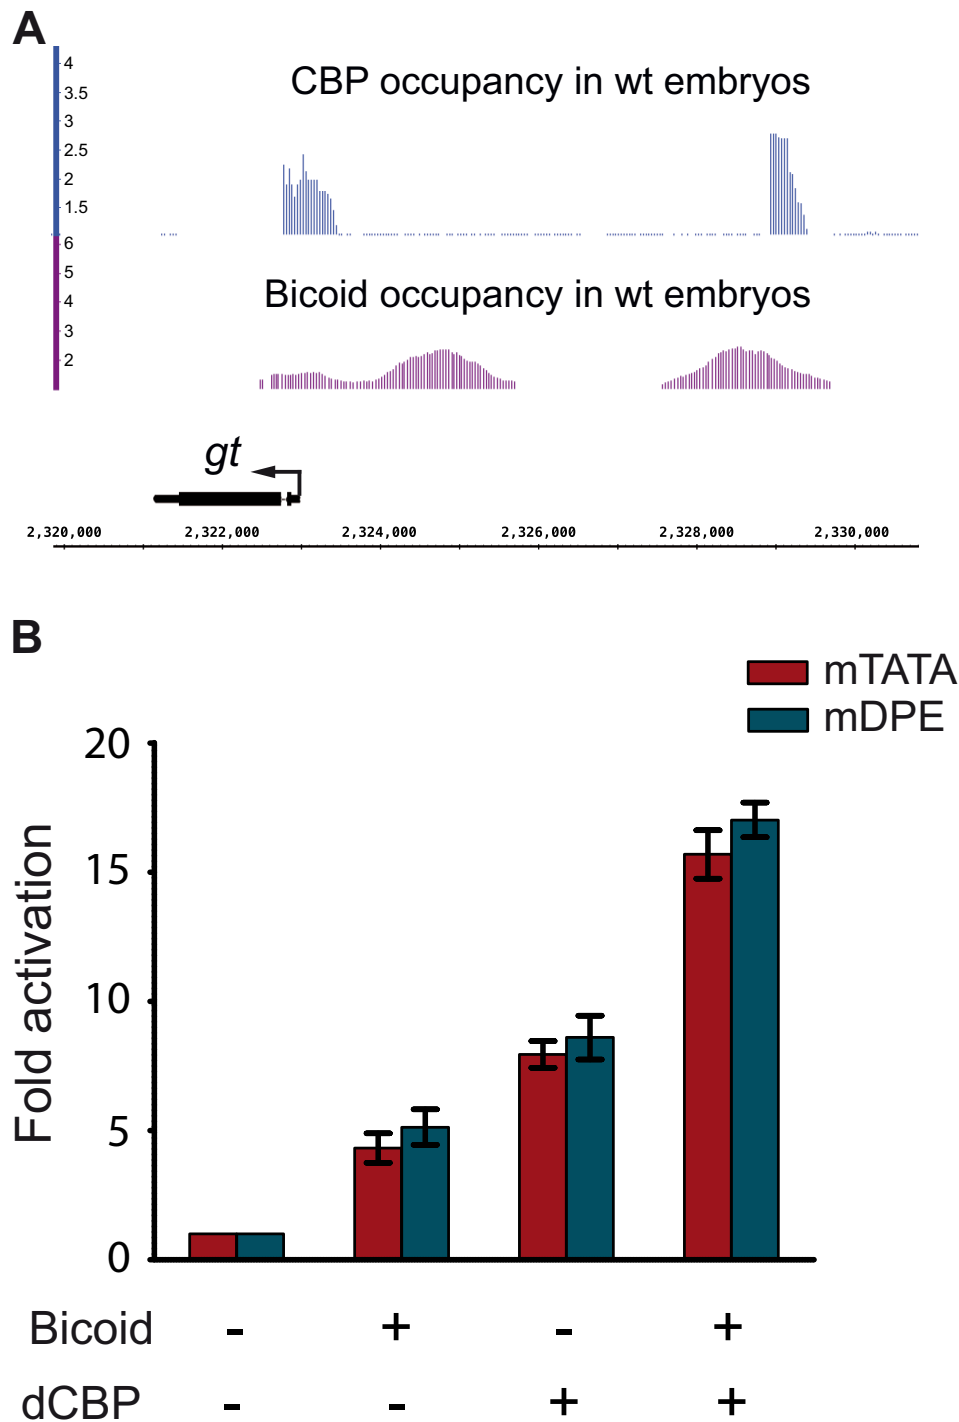 A
4
3.5
3
2.5
2
1.5
CBP occupancy in wt embryos
6
5
4
3
2
Bicoid occupancy in wt embryos
gt
2,320,000 2,322,000 2,324,000 2,326,000 2,328,000 2,330,000
B
mTATA
mDPE
Fold activation
20
15
10
5
0
Bicoid - + - +
dCBP - - + +